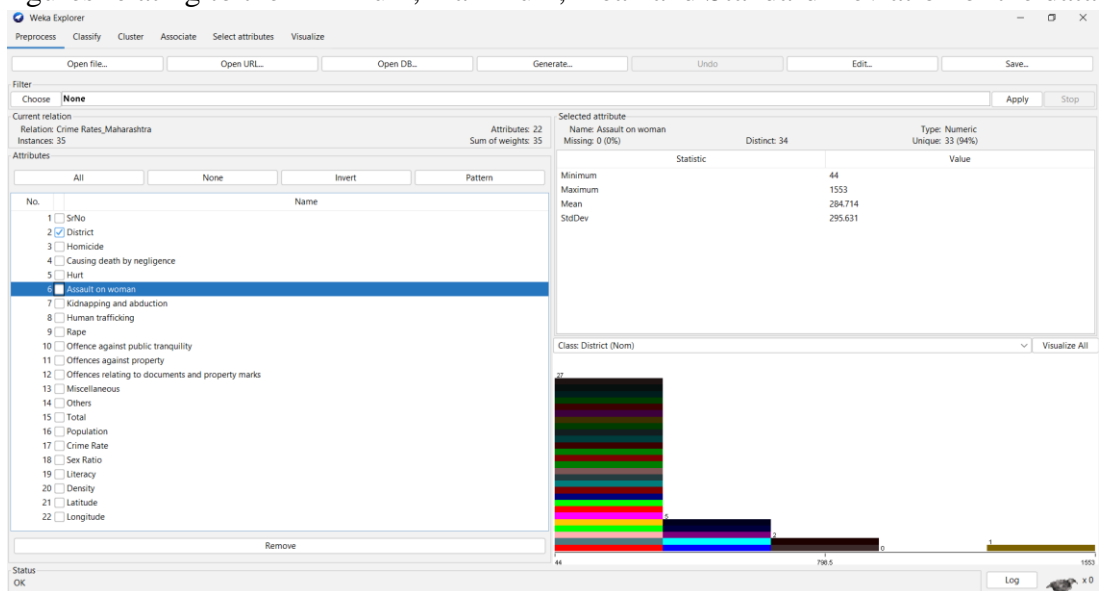 Weka Explorer
Preprocess Classify Cluster Associate Select attributes Visualize
Open file... Open URL... Open DB... Generate... Undo Edit... Save...
Filter
Choose None Apply Stop
Current relation
Relation: Crime Rates_Maharashtra Attributes: 22
Instances: 35 Sum of weights: 35
Attributes
All None Invert Pattern
No. Name
1 SrNo
2 District
3 Homicide
4 Causing death by negligence
5 Hurt
6 Assault on woman
7 Kidnapping and abduction
8 Human trafficking
9 Rape
10 Offence against public tranquility
11 Offences against property
12 Offences relating to documents and property marks
13 Miscellaneous
14 Others
15 Total
16 Population
17 Crime Rate
18 Sex Ratio
19 Literacy
20 Density
21 Latitude
22 Longitude
Remove
Selected attribute
Name: Assault on woman Type: Numeric
Missing: 0 (0%) Distinct: 34 Unique: 33 (94%)
Statistic Value
Minimum 44
Maximum 1553
Mean 284.714
StdDev 295.631
Class: District (Nom) Visualize All
27
5
2
0
1
44 798.5 1553
Status
OK Log x 0